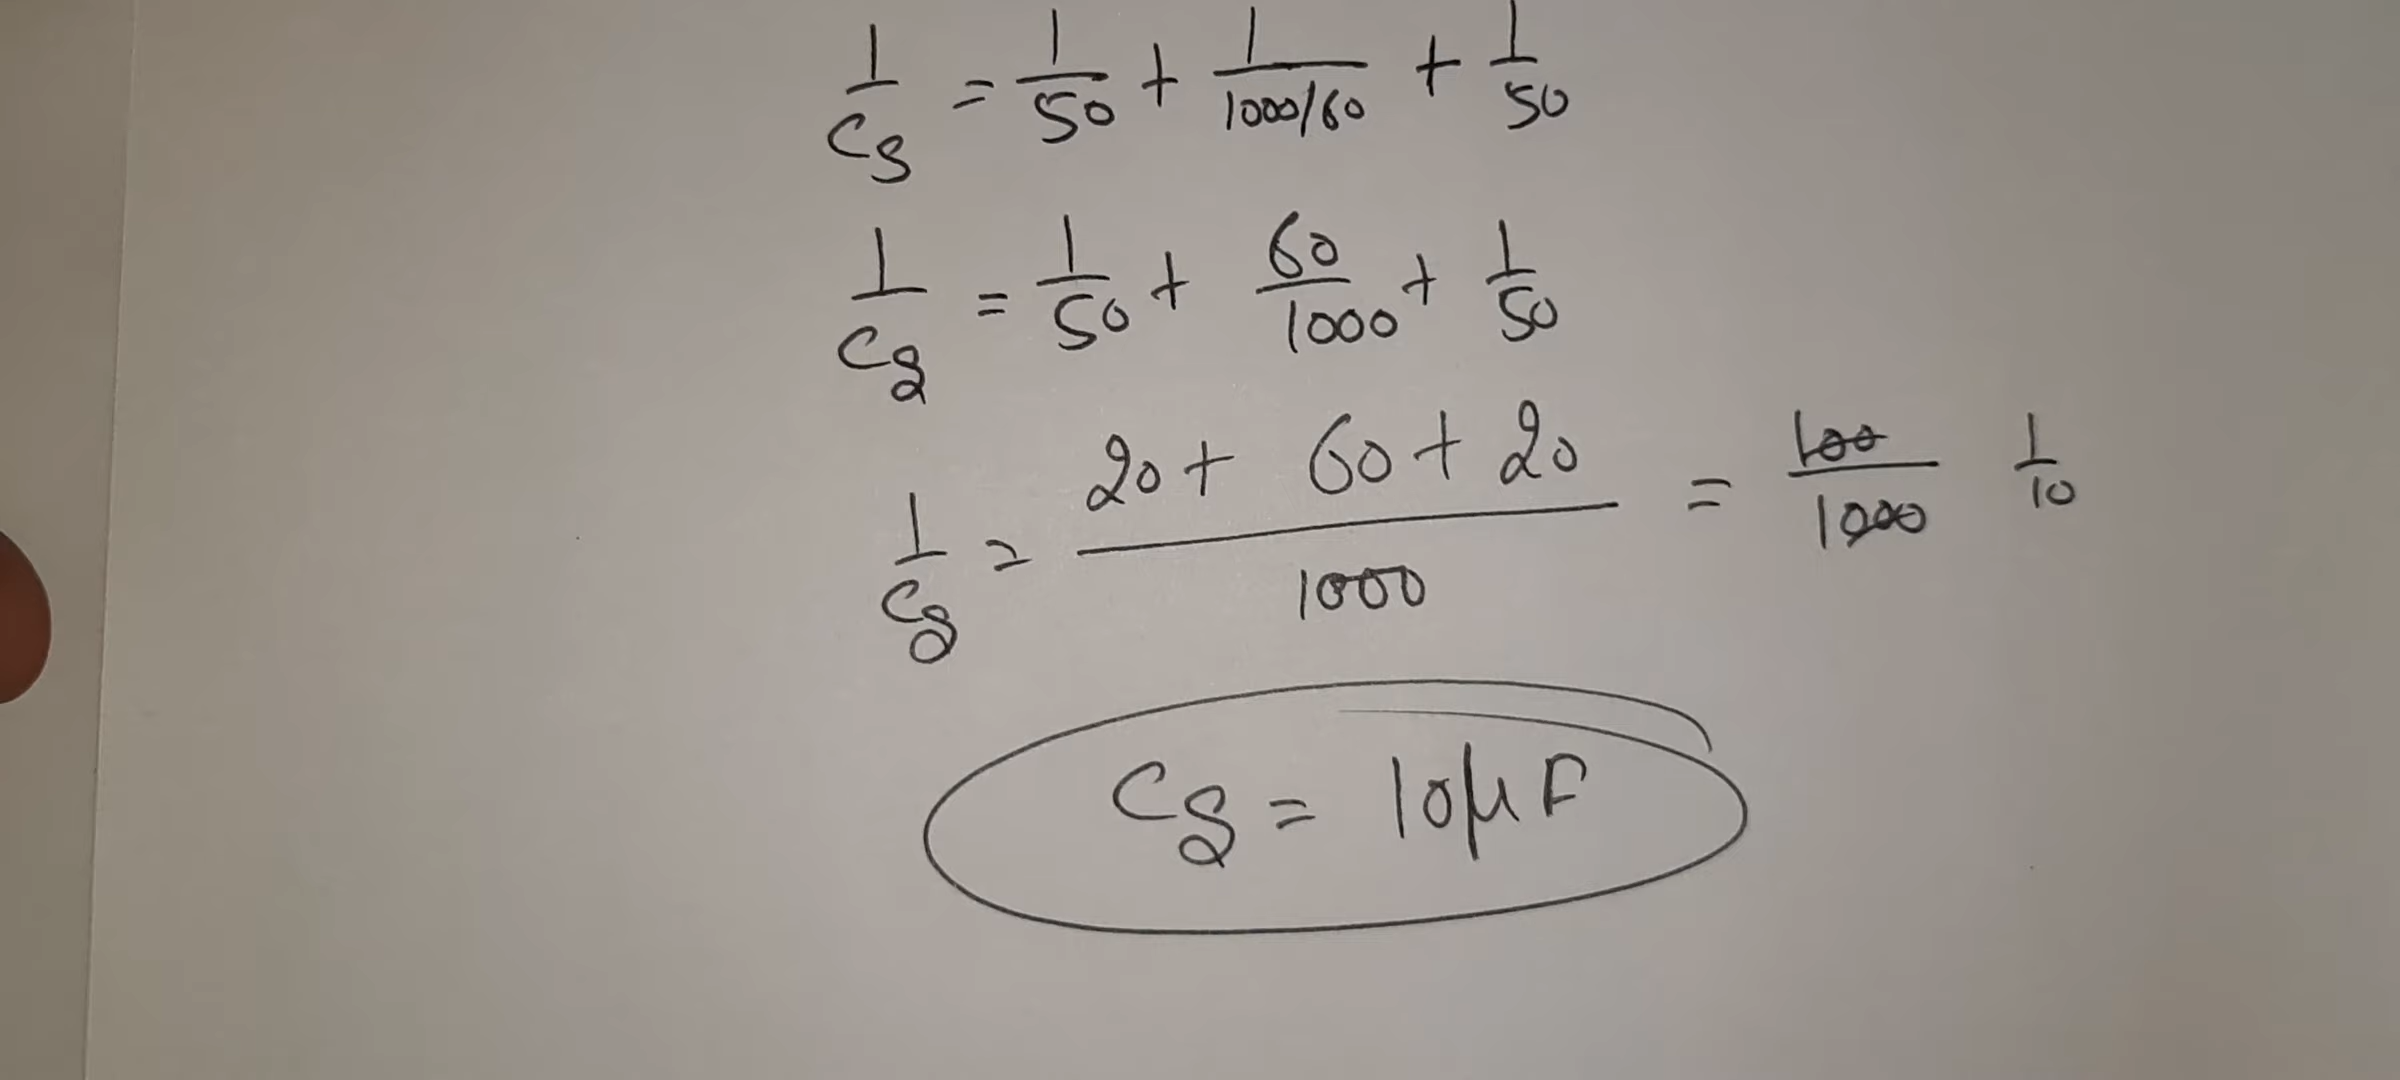 1/Cs = 1/50 + 1/1000/60 + 1/50
1/Cs = 1/50 + 60/1000 + 1/50
1/Cs = 20 + 60 + 20/1000 = 100/1000 1/10
Cs = 10μF